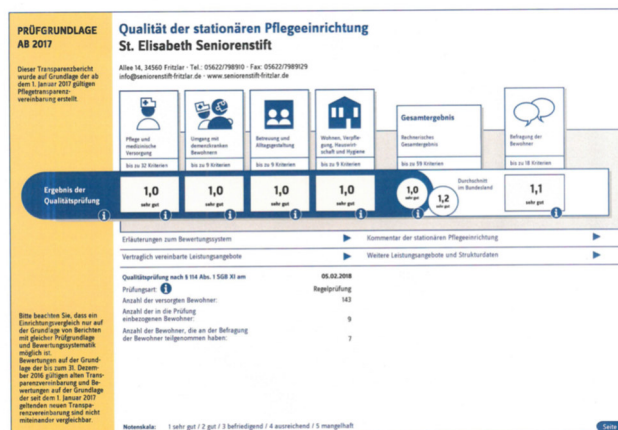 PRÜFGRUNDLAGE
AB 2017
Dieser Transparenzbericht
wurde auf Grundlage der ab
dem 1. Januar 2017 gültigen
Pflegetransparenz-
vereinbarung erstellt.
Qualität der stationären Pflegeeinrichtung
St. Elisabeth Seniorenstift
Allee 14, 34560 Fritzlar · Tel.: 05622/798910 · Fax: 05622/7989129
info@seniorenstift-fritzlar.de · www.seniorenstift-fritzlar.de
Pflege und
medizinische
Versorgung
bis zu 32 Kriterien
Umgang mit
demenzkranken
Bewohnern
bis zu 9 Kriterien
Betreuung und
Alltagsgestaltung
bis zu 9 Kriterien
Wohnen, Verpfle-
gung, Hauswirt-
schaft und Hygiene
bis zu 9 Kriterien
Gesamtergebnis
Rechnerisches
Gesamtergebnis
bis zu 59 Kriterien
Befragung der
Bewohner
bis zu 18 Kriterien
Ergebnis der
Qualitätsprüfung
1,0
sehr gut
1,0
sehr gut
1,0
sehr gut
1,0
sehr gut
1,0
sehr gut
1,2
sehr gut
Durchschnitt
im Bundesland
1,1
sehr gut
Erläuterungen zum Bewertungssystem
Kommentar der stationären Pflegeeinrichtung
Vertraglich vereinbarte Leistungsangebote
Weitere Leistungsangebote und Strukturdaten
Qualitätsprüfung nach § 114 Abs. 1 SGB XI am 05.02.2018
Prüfungsart: Regelprüfung
Anzahl der versorgten Bewohner: 143
Anzahl der in die Prüfung
einbezogenen Bewohner: 9
Anzahl der Bewohner, die an der Befragung
der Bewohner teilgenommen haben: 7
Bitte beachten Sie, dass ein
Einrichtungsvergleich nur auf
der Grundlage von Berichten
mit gleicher Prüfgrundlage
und Bewertungssystematik
möglich ist.
Bewertungen auf der Grund-
lage der bis zum 31. Dezem-
ber 2016 gültigen alten Trans-
parenzvereinbarung und Be-
wertungen auf der Grundlage
der seit dem 1. Januar 2017
geltenden neuen Transpa-
renzvereinbarung sind nicht
miteinander vergleichbar.
Notenskala: 1 sehr gut / 2 gut / 3 befriedigend / 4 ausreichend / 5 mangelhaft
Seite